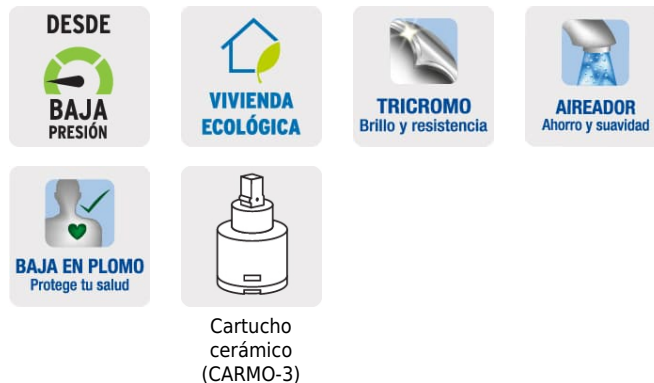 DESDE
BAJA
PRESIÓN
VIVIENDA
ECOLÓGICA
TRICROMO
Brillo y resistencia
AIREADOR
Ahorro y suavidad
BAJA EN PLOMO
Protege tu salud
Cartucho
cerámico
(CARMO-3)